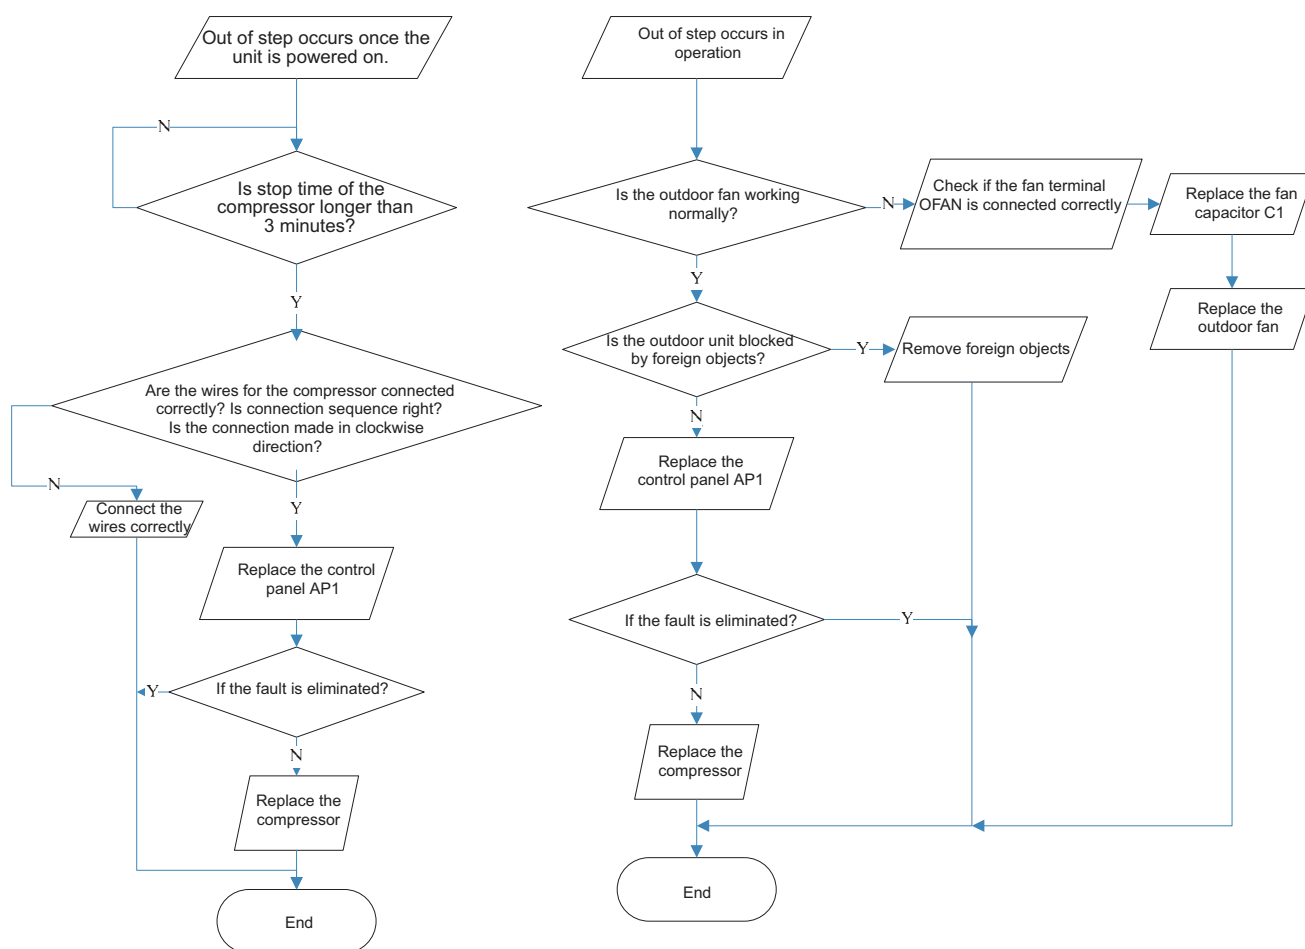 Out of step occurs once the
unit is powered on.
N
Is stop time of the
compressor longer than
3 minutes?
Y
Are the wires for the compressor connected
correctly? Is connection sequence right?
Is the connection made in clockwise
direction?
N
Connect the
wires correctly
Y
Replace the control
panel AP1
If the fault is eliminated?
Y
N
Replace the
compressor
End
Out of step occurs in
operation
Is the outdoor fan working
normally?
N
Check if the fan terminal
OFAN is connected correctly
Replace the fan
capacitor C1
Replace the
outdoor fan
Y
Is the outdoor unit blocked
by foreign objects?
Y
Remove foreign objects
N
Replace the
control panel AP1
If the fault is eliminated?
Y
N
Replace the
compressor
End